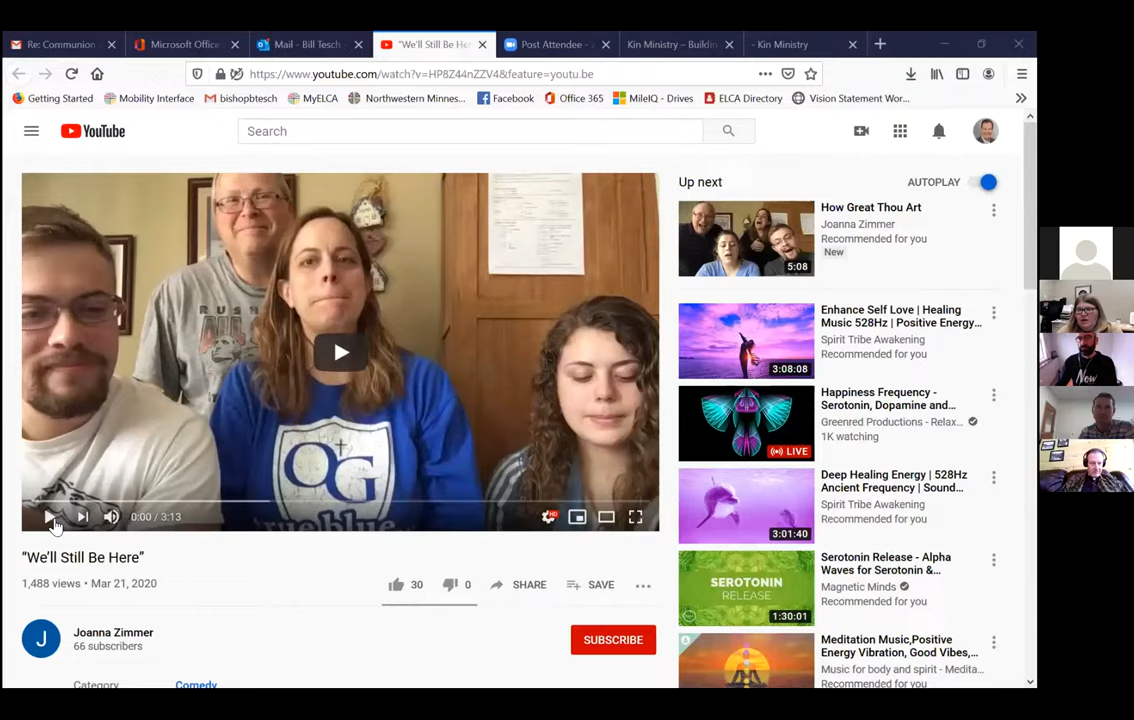 Re: Communion
Microsoft Office
Mail - Bill Tesch
"We'll Still Be Her
Post Attendee - 
Kin Ministry – Buildin
- Kin Ministry
https://www.youtube.com/watch?v=HP8Z44nZZV4&feature=youtu.be
Getting Started
Mobility Interface
bishopbtesch
MyELCA
Northwestern Minnes...
Facebook
Office 365
MileIQ - Drives
ELCA Directory
Vision Statement Wor...
YouTube
Search
RUSH
OG
trueblue
0:00 / 3:13
HD
"We'll Still Be Here"
1,488 views • Mar 21, 2020
30
0
SHARE
SAVE
J
Joanna Zimmer
66 subscribers
SUBSCRIBE
Category
Comedy
Up next
AUTOPLAY
How Great Thou Art
Joanna Zimmer
Recommended for you
New
5:08
Enhance Self Love | Healing
Music 528Hz | Positive Energy...
Spirit Tribe Awakening
Recommended for you
3:08:08
Happiness Frequency -
Serotonin, Dopamine and...
Greenred Productions - Relax...
1K watching
LIVE
Deep Healing Energy | 528Hz
Ancient Frequency | Sound...
Spirit Tribe Awakening
Recommended for you
3:01:40
Serotonin Release - Alpha
Waves for Serotonin &...
Magnetic Minds
Recommended for you
SEROTONIN
RELEASE
1:30:01
Meditation Music,Positive
Energy Vibration, Good Vibes,...
Music for body and spirit - Medita...
Recommended for you
Now